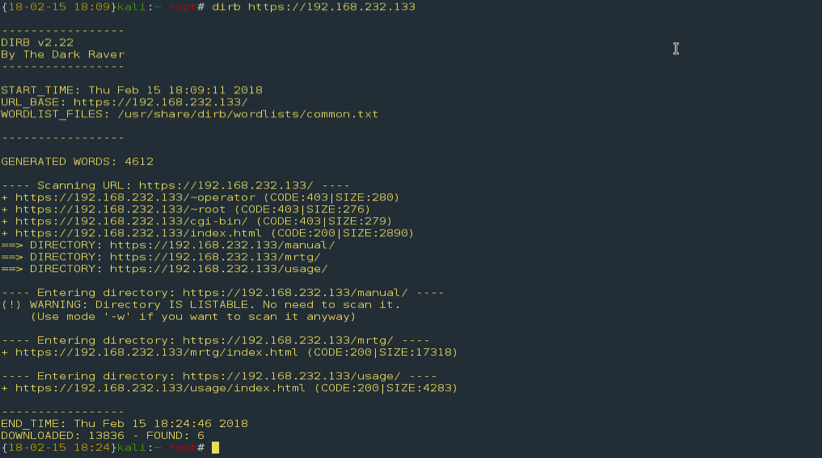 {18-02-15 18:09}kali:~ root# dirb https://192.168.232.133
-----------------
DIRB v2.22
By The Dark Raver
-----------------
START_TIME: Thu Feb 15 18:09:11 2018
URL_BASE: https://192.168.232.133/
WORDLIST_FILES: /usr/share/dirb/wordlists/common.txt
-----------------
GENERATED WORDS: 4612
---- Scanning URL: https://192.168.232.133/ ----
+ https://192.168.232.133/~operator (CODE:403|SIZE:280)
+ https://192.168.232.133/~root (CODE:403|SIZE:276)
+ https://192.168.232.133/cgi-bin/ (CODE:403|SIZE:279)
+ https://192.168.232.133/index.html (CODE:200|SIZE:2890)
==> DIRECTORY: https://192.168.232.133/manual/
==> DIRECTORY: https://192.168.232.133/mrtg/
==> DIRECTORY: https://192.168.232.133/usage/
---- Entering directory: https://192.168.232.133/manual/ ----
(!) WARNING: Directory IS LISTABLE. No need to scan it.
    (Use mode '-w' if you want to scan it anyway)
---- Entering directory: https://192.168.232.133/mrtg/ ----
+ https://192.168.232.133/mrtg/index.html (CODE:200|SIZE:17318)
---- Entering directory: https://192.168.232.133/usage/ ----
+ https://192.168.232.133/usage/index.html (CODE:200|SIZE:4283)
-----------------
END_TIME: Thu Feb 15 18:24:46 2018
DOWNLOADED: 13836 - FOUND: 6
{18-02-15 18:24}kali:~ root#